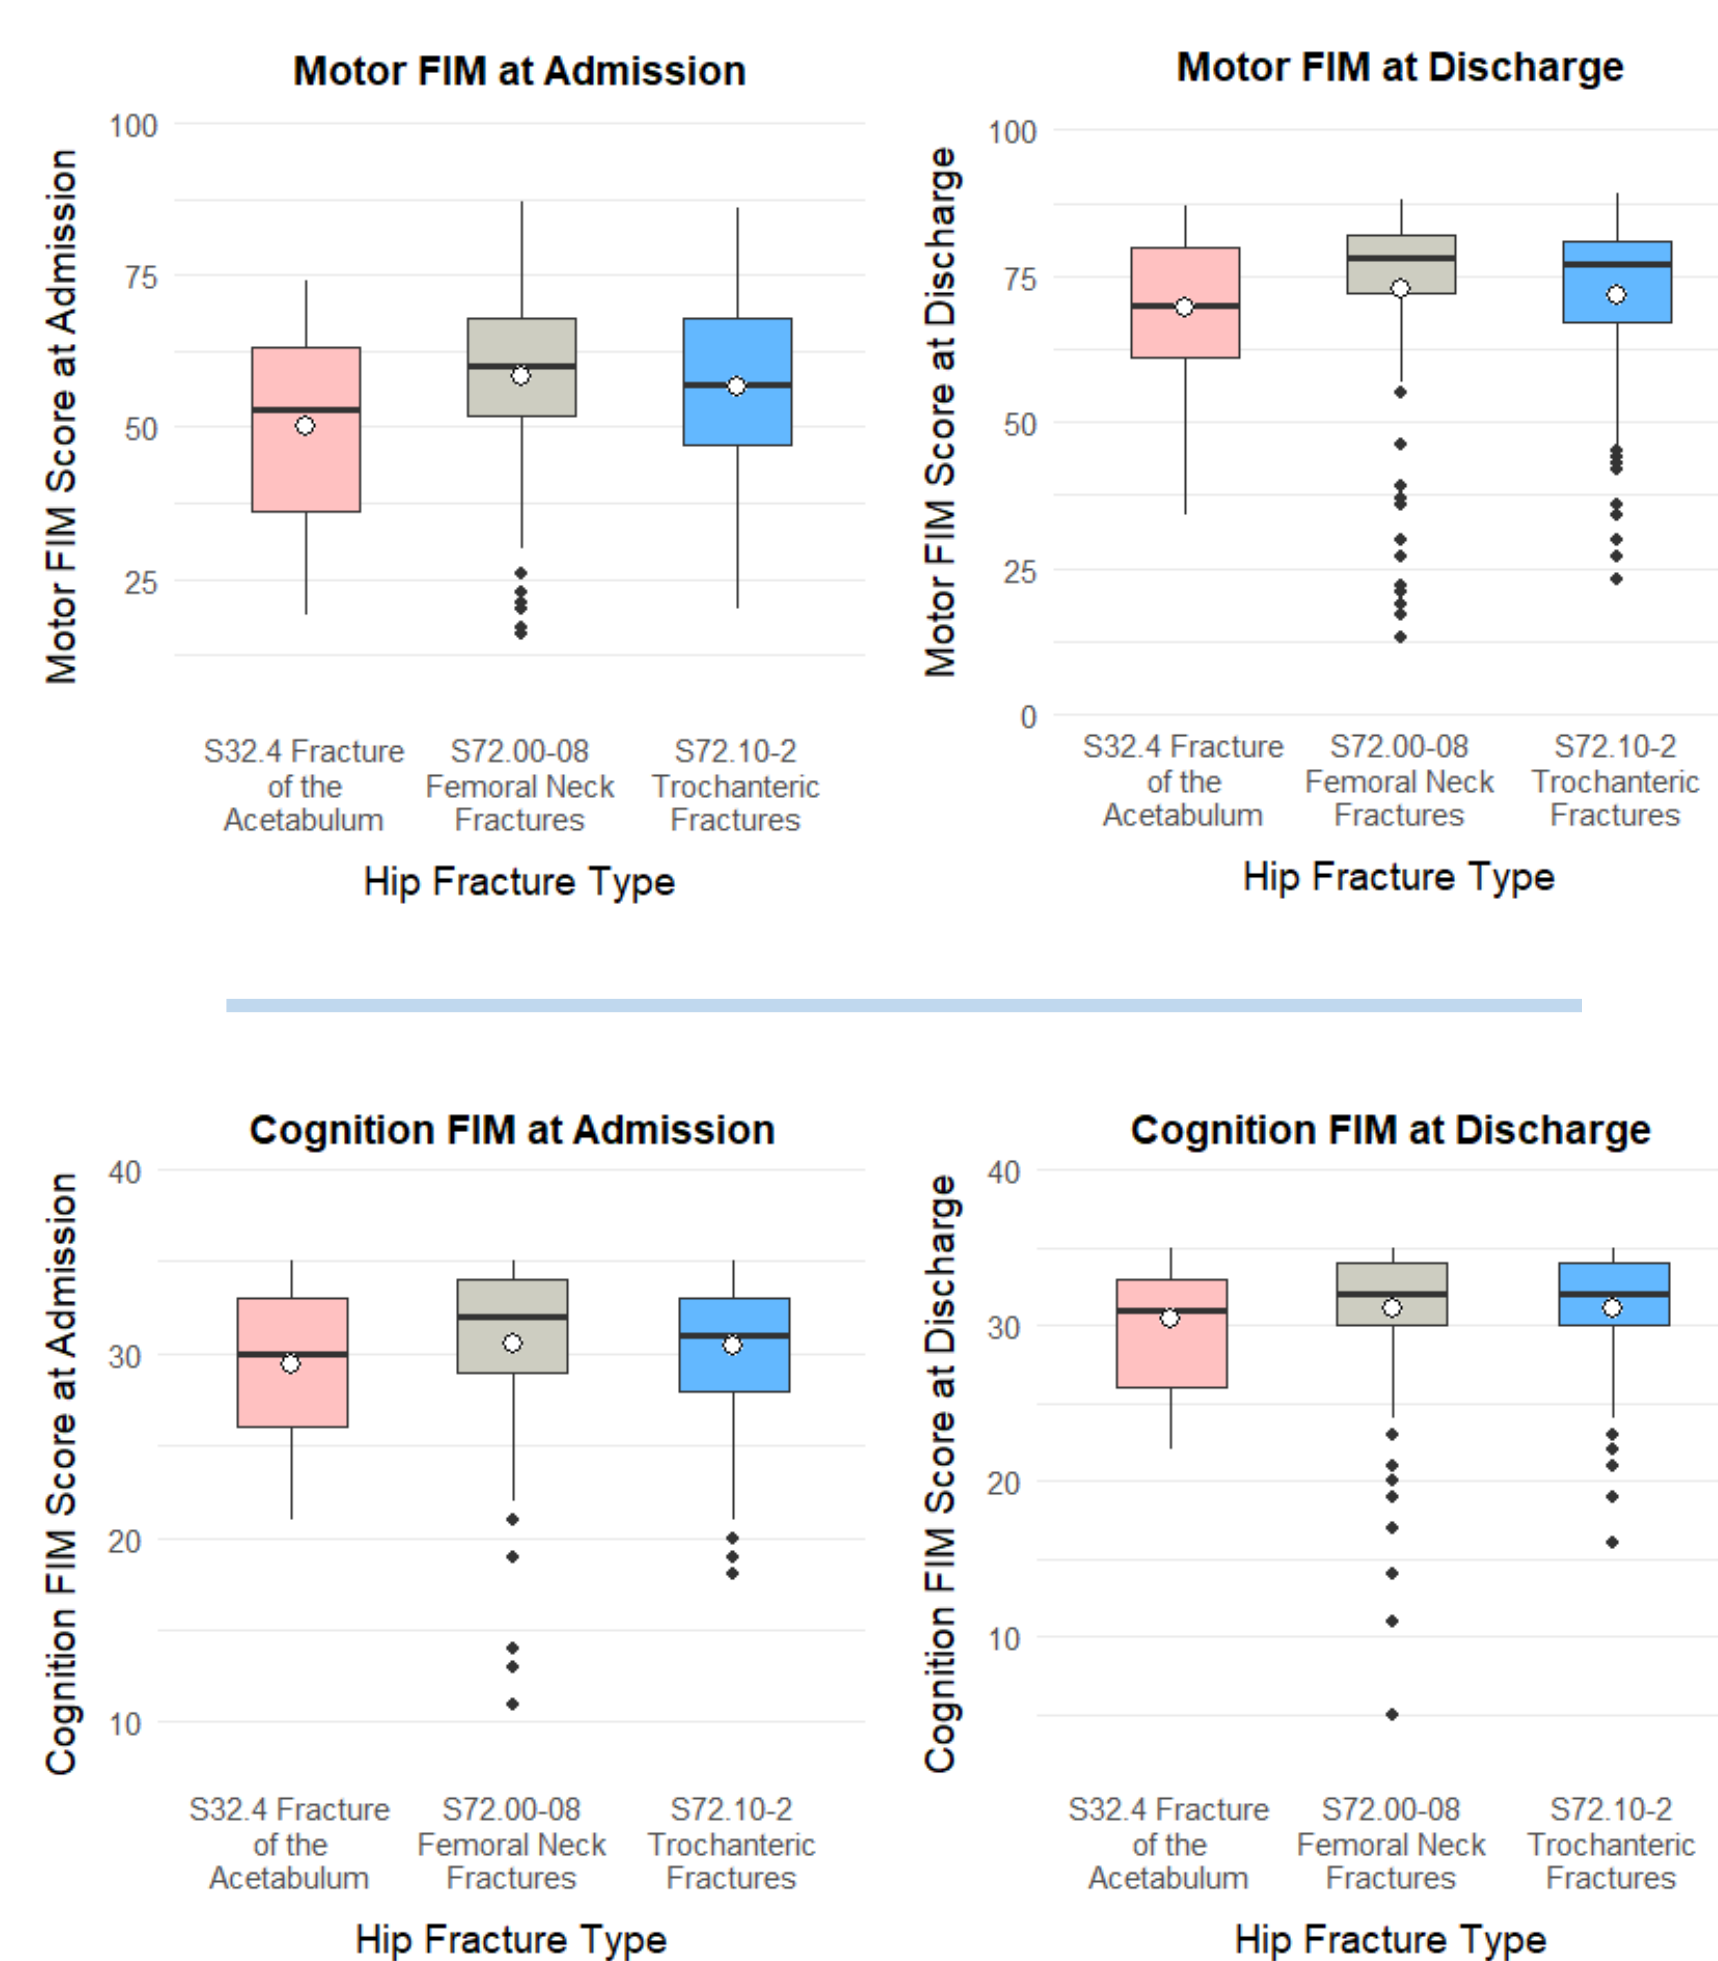 Motor FIM at Admission
Motor FIM Score at Admission
100
75
50
25
S32.4 Fracture
of the
Acetabulum
S72.00-08
Femoral Neck
Fractures
S72.10-2
Trochanteric
Fractures
Hip Fracture Type
Motor FIM at Discharge
Motor FIM Score at Discharge
100
75
50
25
0
S32.4 Fracture
of the
Acetabulum
S72.00-08
Femoral Neck
Fractures
S72.10-2
Trochanteric
Fractures
Hip Fracture Type
Cognition FIM at Admission
Cognition FIM Score at Admission
40
30
20
10
S32.4 Fracture
of the
Acetabulum
S72.00-08
Femoral Neck
Fractures
S72.10-2
Trochanteric
Fractures
Hip Fracture Type
Cognition FIM at Discharge
Cognition FIM Score at Discharge
40
30
20
10
S32.4 Fracture
of the
Acetabulum
S72.00-08
Femoral Neck
Fractures
S72.10-2
Trochanteric
Fractures
Hip Fracture Type